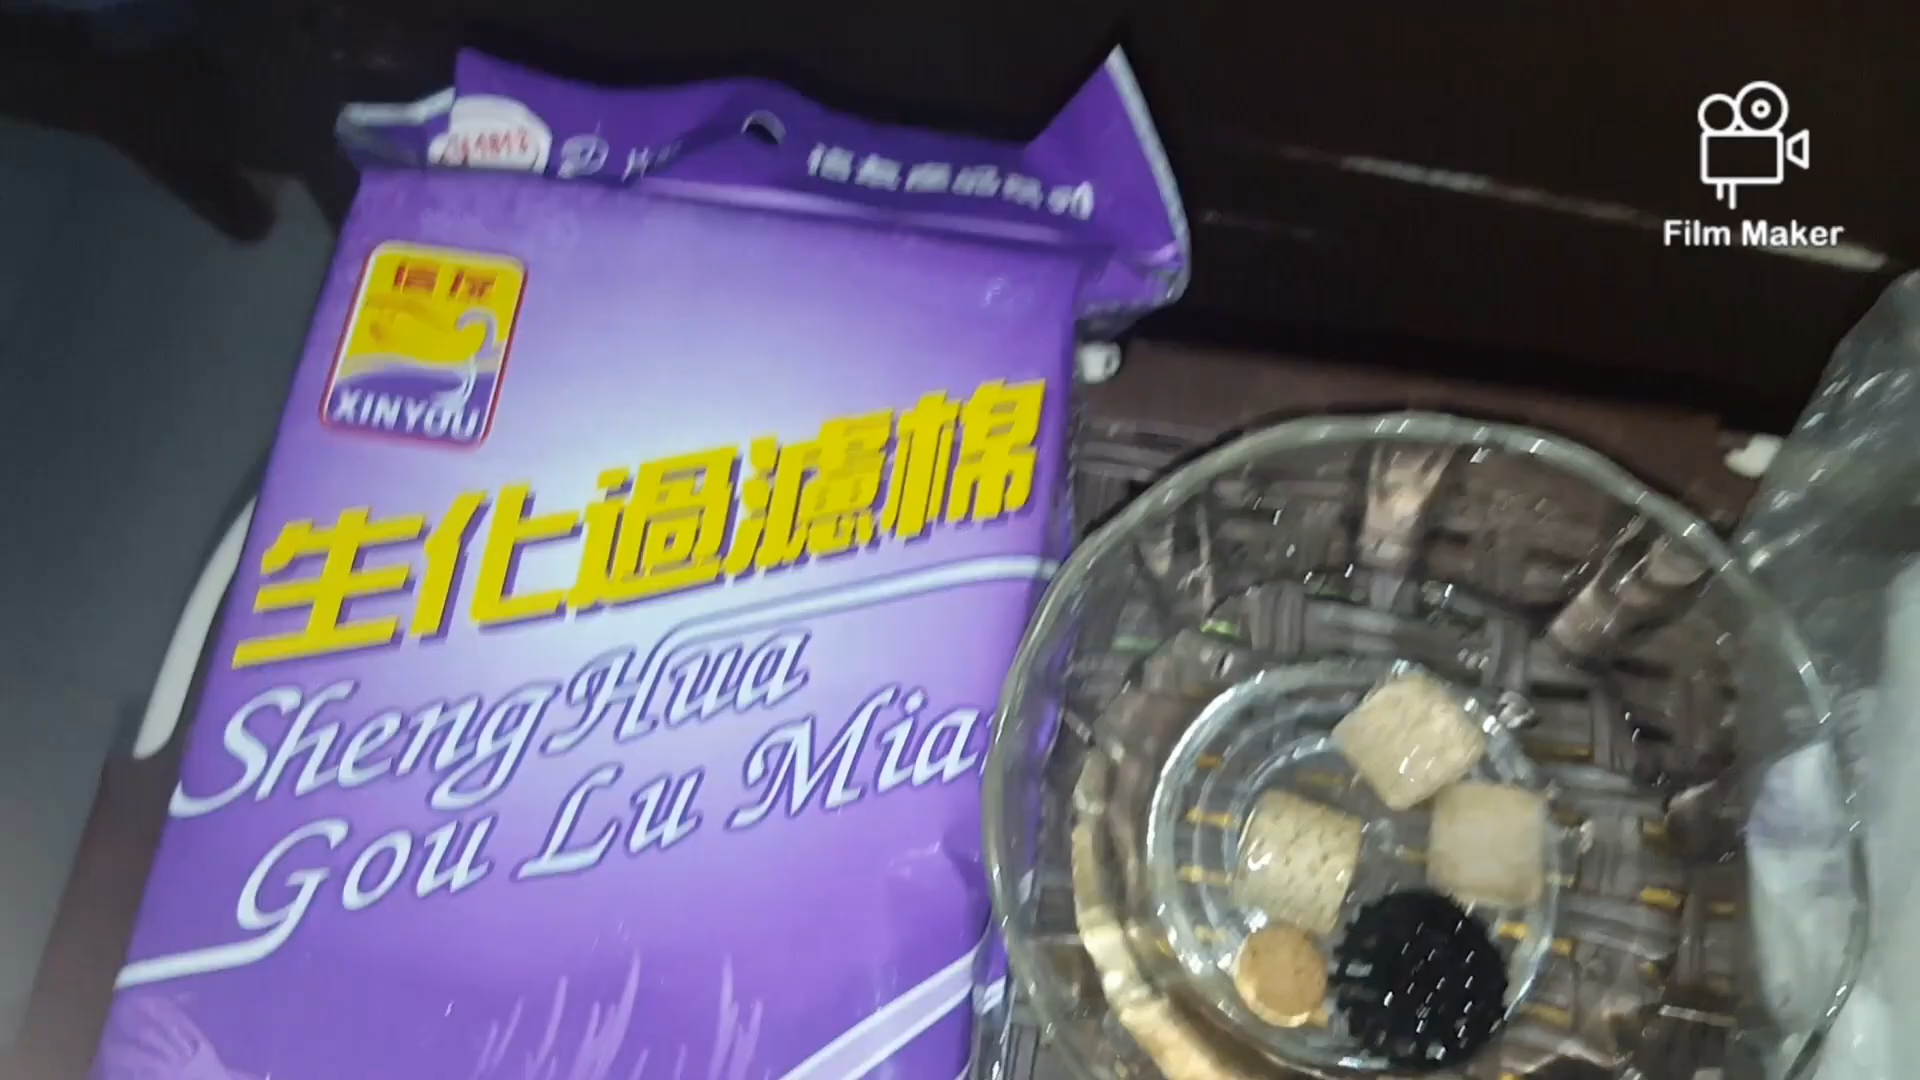 Film Maker
XINYOU
生化過濾棉
ShengHua
Gou Lu Mia